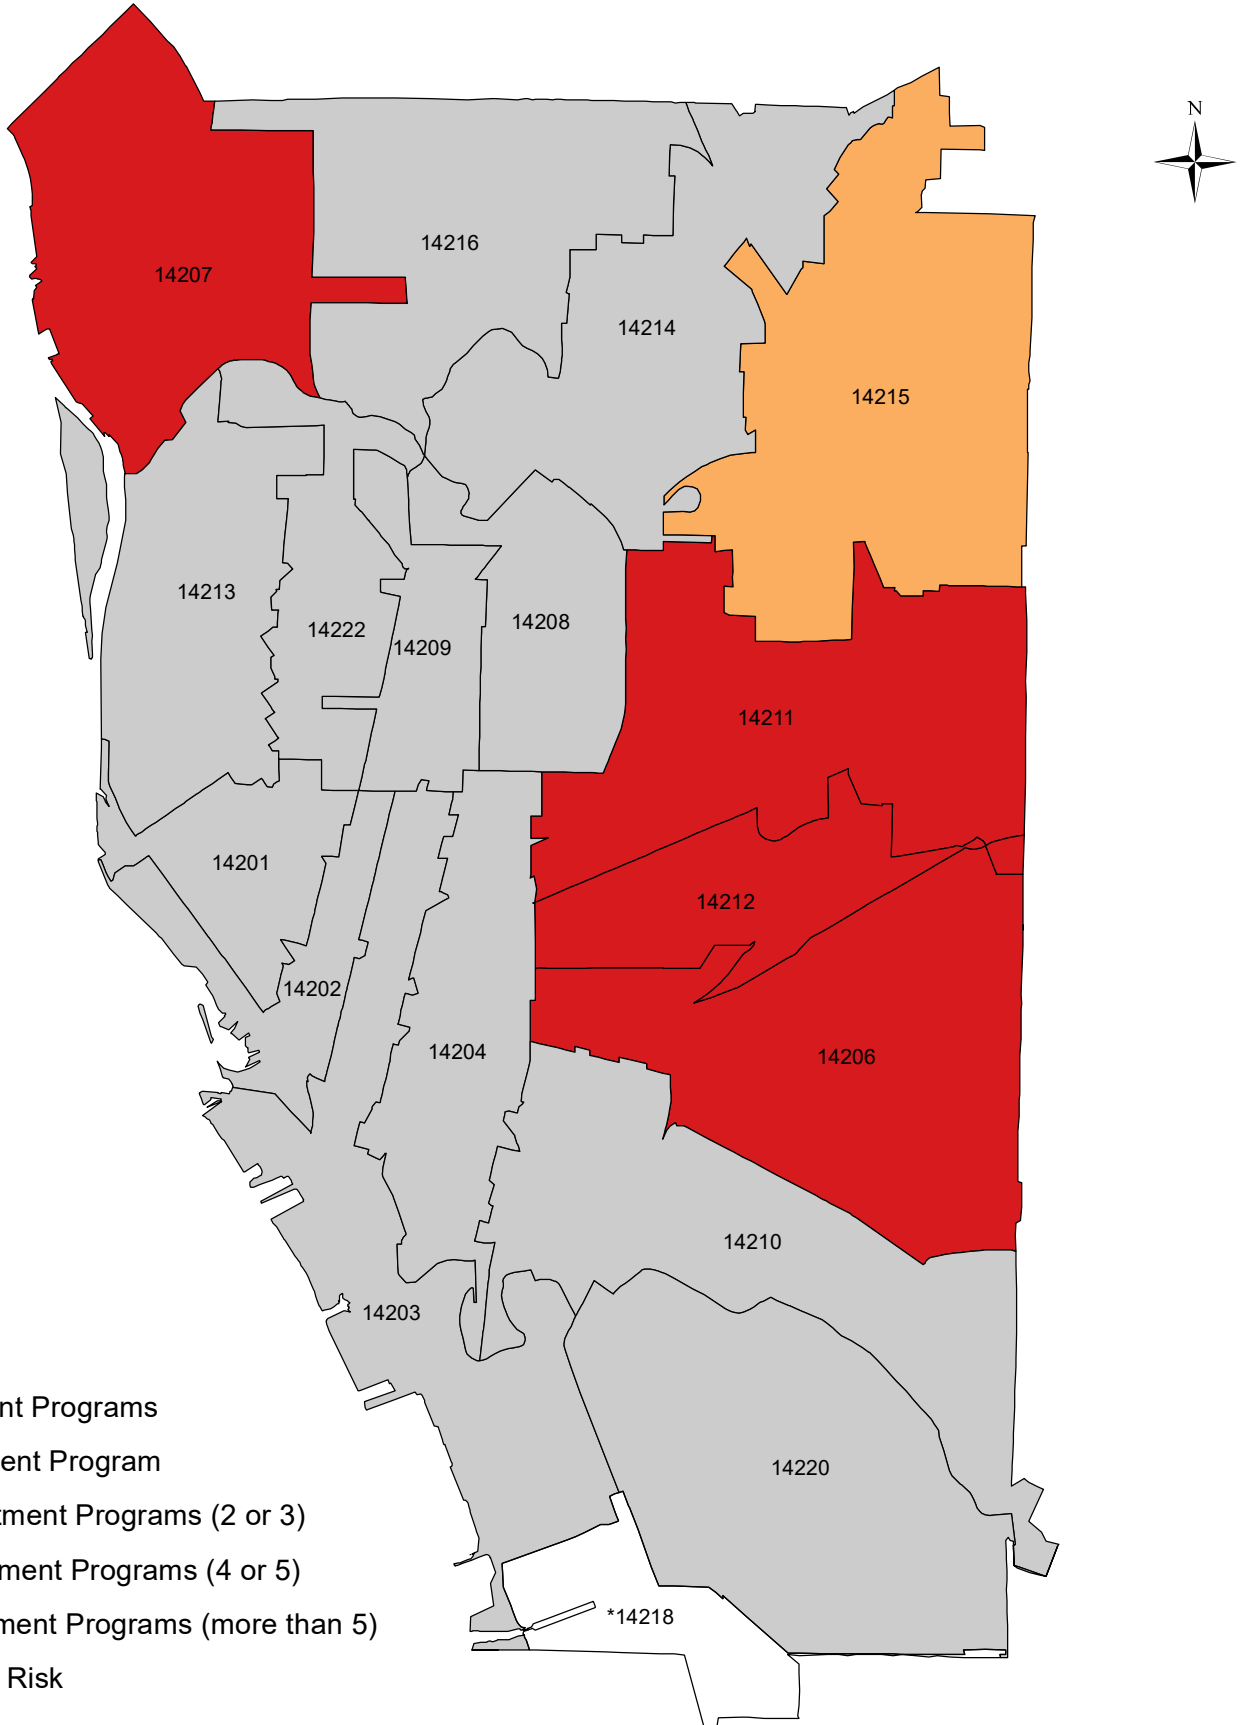 N
14216
14207
14214
14215
14213
14208
14222
14209
14211
14201
14212
14202
14204
14206
14210
14203
nt Programs
ent Program
14220
tment Programs (2 or 3)
ment Programs (4 or 5)
*14218
ment Programs (more than 5)
Risk